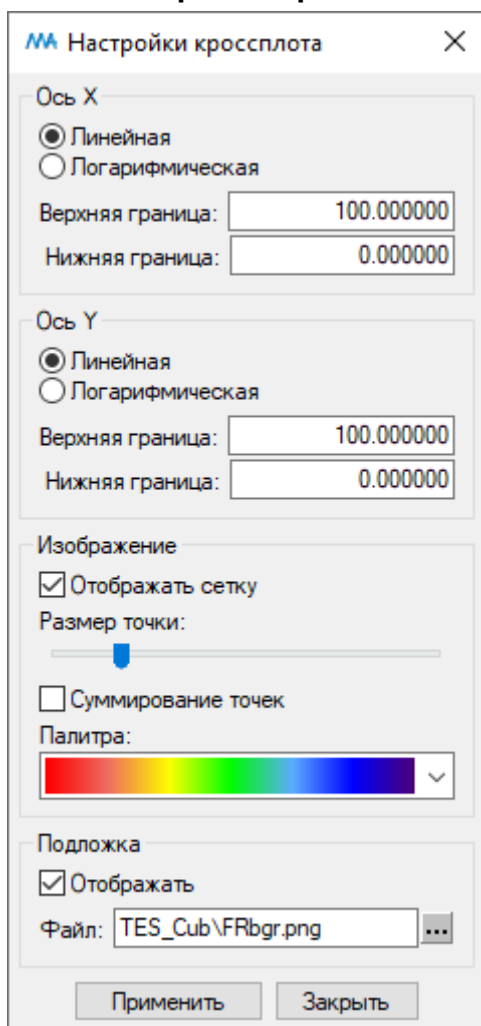 Настройки кроссплота
Ось X
Линейная
Логарифмическая
Верхняя граница: 100.000000
Нижняя граница: 0.000000
Ось Y
Линейная
Логарифмическая
Верхняя граница: 100.000000
Нижняя граница: 0.000000
Изображение
Отображать сетку
Размер точки:
Суммирование точек
Палитра:
Подложка
Отображать
Файл: TES_Cub\FRbgr.png ...
Применить Закрыть